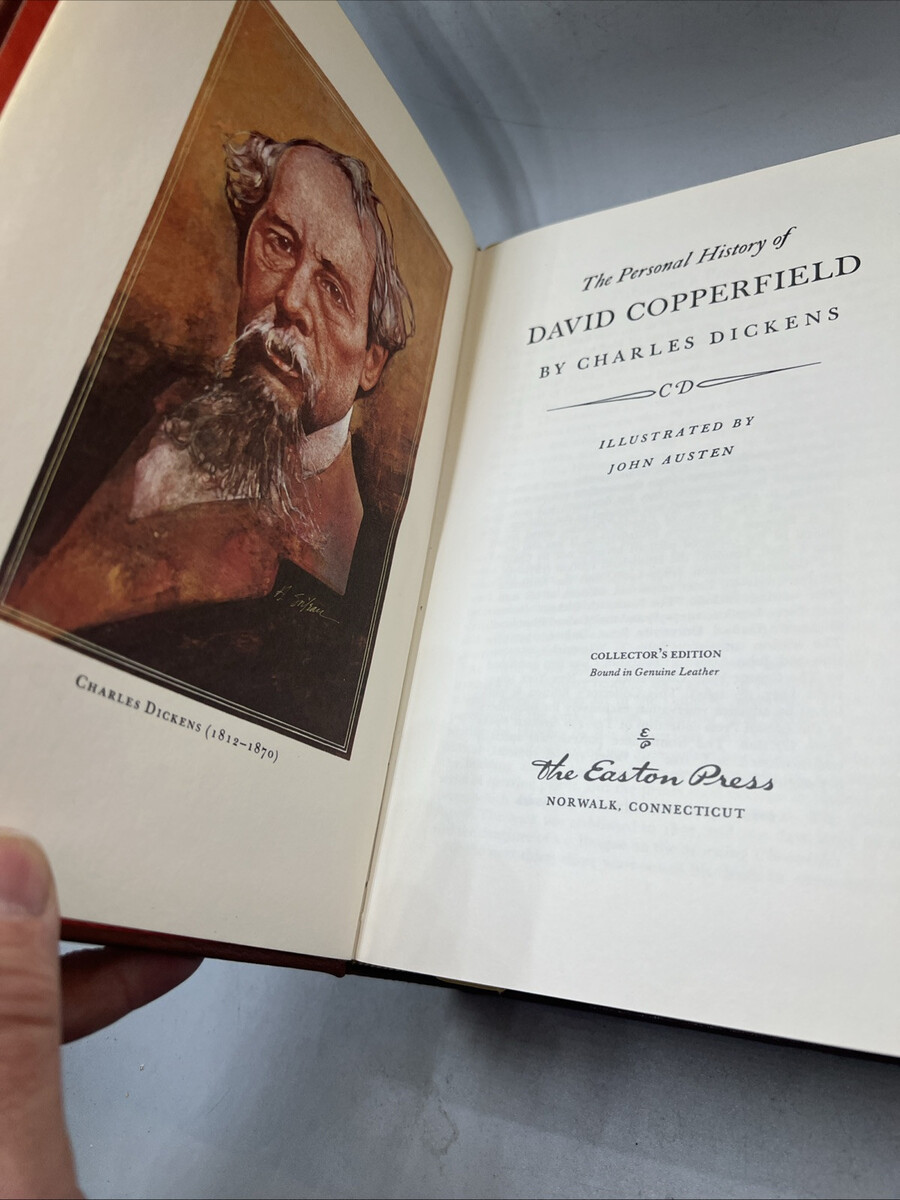 CHARLES DICKENS (1812–1870)
The Personal History of
DAVID COPPERFIELD
BY CHARLES DICKENS
CD
ILLUSTRATED BY
JOHN AUSTEN
COLLECTOR'S EDITION
Bound in Genuine Leather
The Easton Press
NORWALK, CONNECTICUT